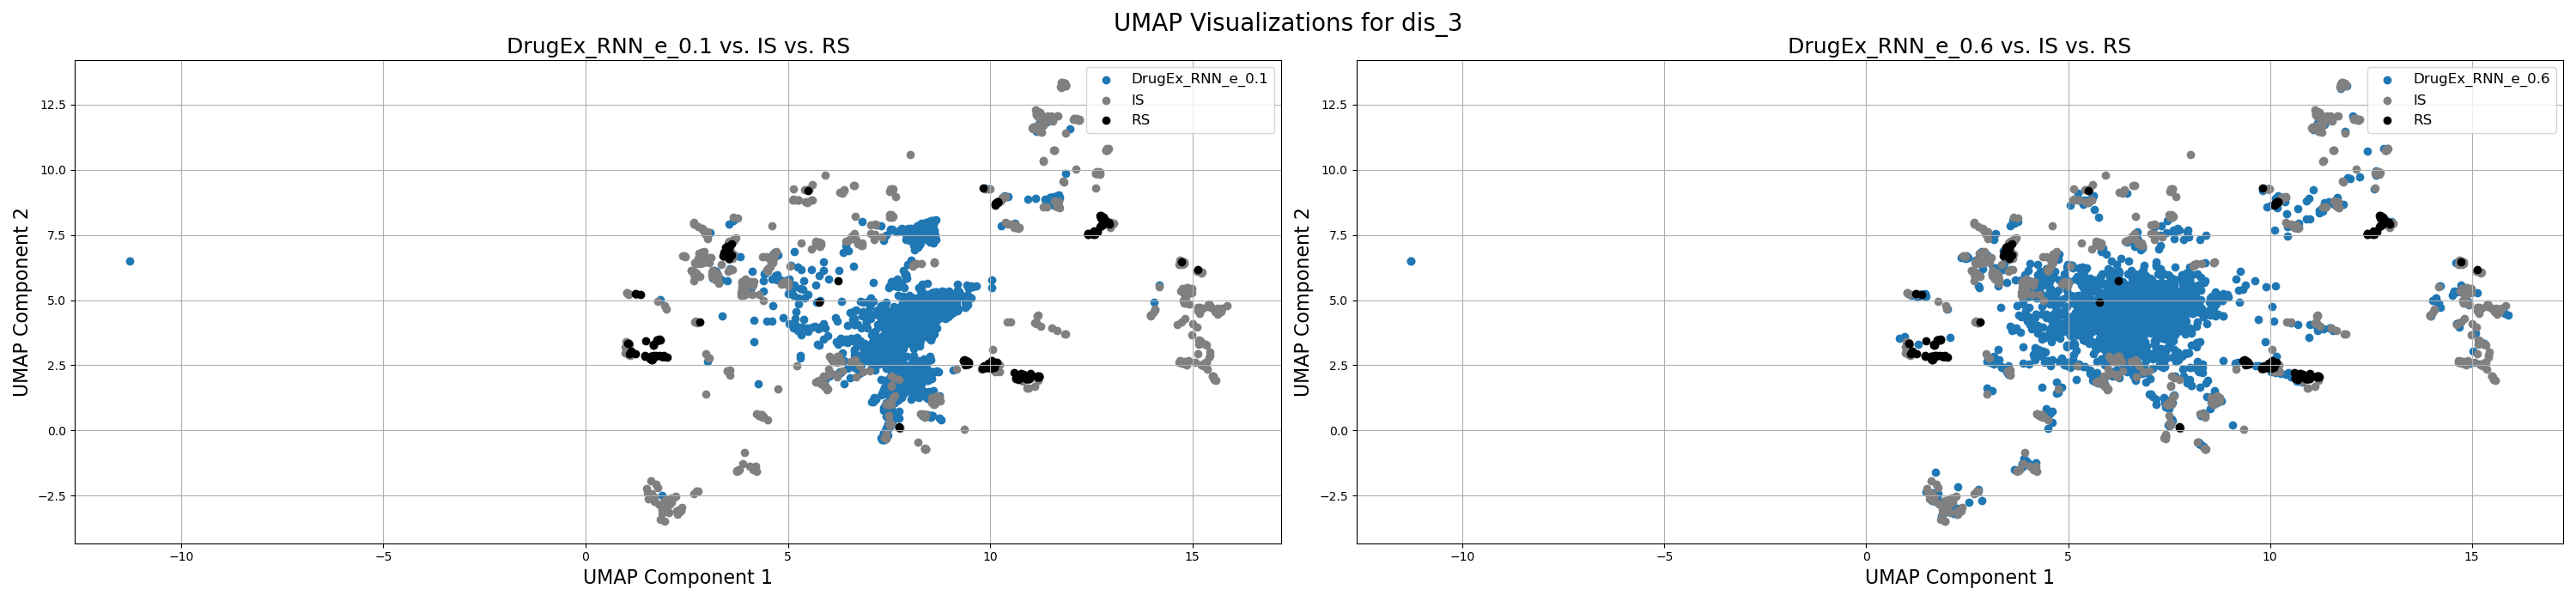 UMAP Visualizations for dis_3
DrugEx_RNN_e_0.1 vs. IS vs. RS
DrugEx_RNN_e_0.1
IS
RS
12.5
10.0
7.5
5.0
2.5
0.0
−2.5
UMAP Component 2
−10
−5
0
5
10
15
UMAP Component 1
DrugEx_RNN_e_0.6 vs. IS vs. RS
DrugEx_RNN_e_0.6
IS
RS
12.5
10.0
7.5
5.0
2.5
0.0
−2.5
UMAP Component 2
−10
−5
0
5
10
15
UMAP Component 1